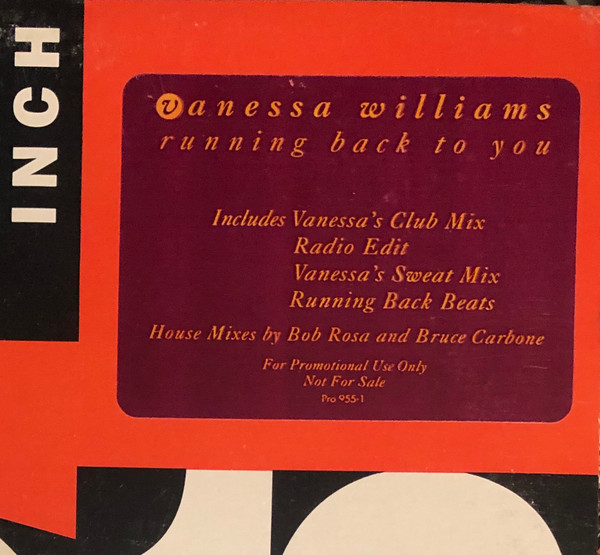 INCH
vanessa williams
running back to you
Includes Vanessa's Club Mix
Radio Edit
Vanessa's Sweat Mix
Running Back Beats
House Mixes by Bob Rosa and Bruce Carbone
For Promotional Use Only
Not For Sale
Pro 955-1